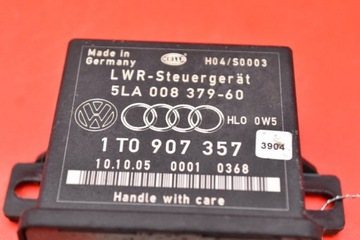 Made in
Germany
HELLA
H04/S0003
LWR-Steuergerät
5LA 008 379-60
HLO 0W5
1T0 907 357
3904
10.10.05 0001 0368
Handle with care